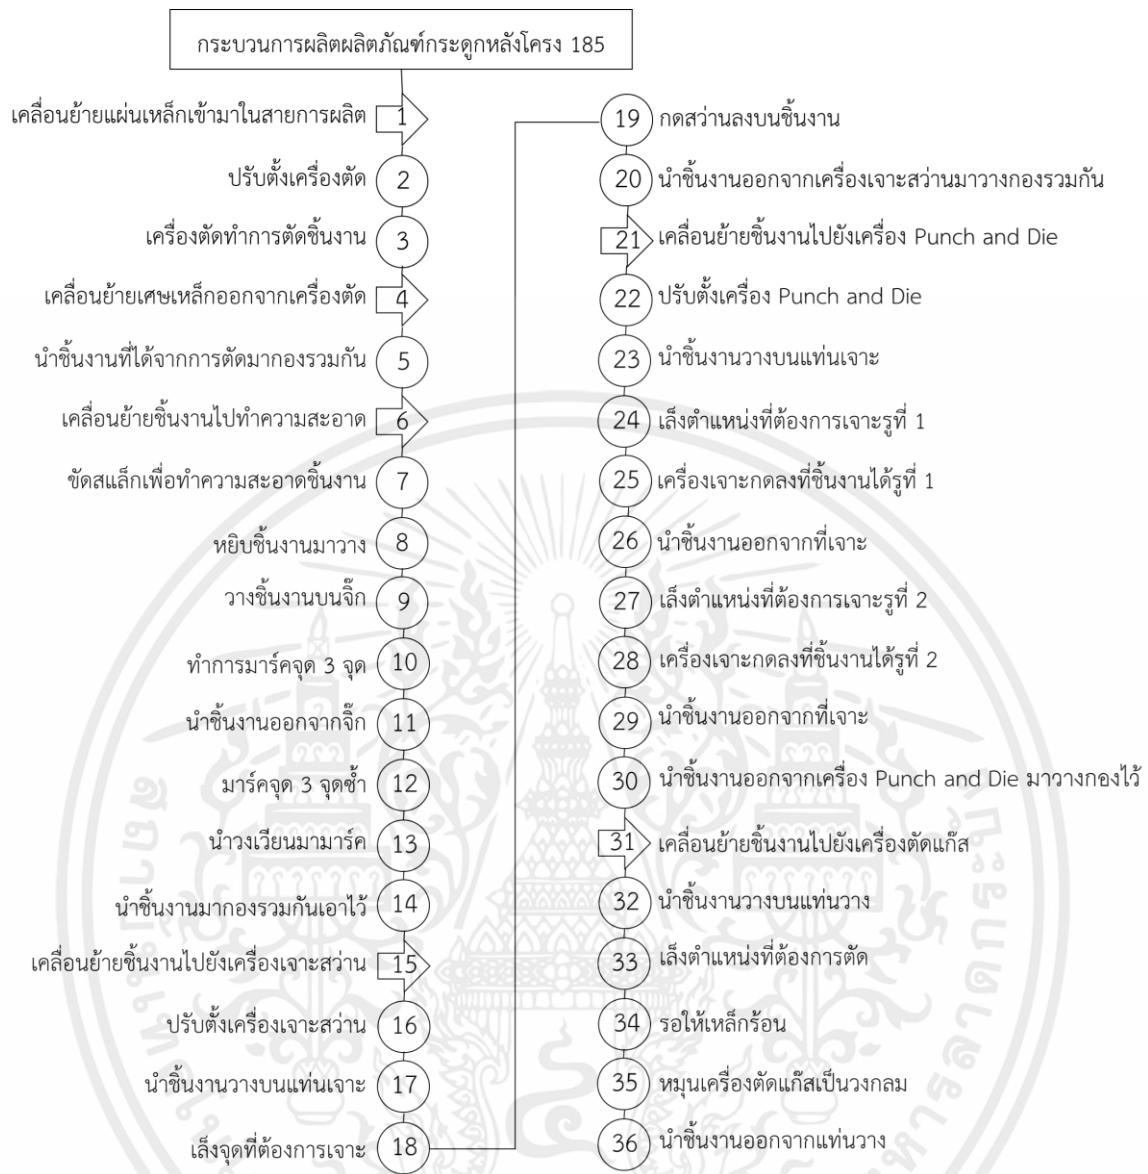 กระบวนการผลิตผลิตภัณฑ์กระดูกหลังโครง 185
เคลื่อนย้ายแผ่นเหล็กเข้ามาในสายการผลิต 1
ปรับตั้งเครื่องตัด 2
เครื่องตัดทำการตัดชิ้นงาน 3
เคลื่อนย้ายเศษเหล็กออกจากเครื่องตัด 4
นำชิ้นงานที่ได้จากการตัดมากองรวมกัน 5
เคลื่อนย้ายชิ้นงานไปทำความสะอาด 6
ขัดสแล็กเพื่อทำความสะอาดชิ้นงาน 7
หยิบชิ้นงานมาวาง 8
วางชิ้นงานบนจิ๊ก 9
ทำการมาร์คจุด 3 จุด 10
นำชิ้นงานออกจากจิ๊ก 11
มาร์คจุด 3 จุดซ้ำ 12
นำวงเวียนมามาร์ค 13
นำชิ้นงานมากองรวมกันเอาไว้ 14
เคลื่อนย้ายชิ้นงานไปยังเครื่องเจาะสว่าน 15
ปรับตั้งเครื่องเจาะสว่าน 16
นำชิ้นงานวางบนแท่นเจาะ 17
เล็งจุดที่ต้องการเจาะ 18
19 กดสว่านลงบนชิ้นงาน
20 นำชิ้นงานออกจากเครื่องเจาะสว่านมาวางกองรวมกัน
21 เคลื่อนย้ายชิ้นงานไปยังเครื่อง Punch and Die
22 ปรับตั้งเครื่อง Punch and Die
23 นำชิ้นงานวางบนแท่นเจาะ
24 เล็งตำแหน่งที่ต้องการเจาะรูที่ 1
25 เครื่องเจาะกดลงที่ชิ้นงานได้รูที่ 1
26 นำชิ้นงานออกจากที่เจาะ
27 เล็งตำแหน่งที่ต้องการเจาะรูที่ 2
28 เครื่องเจาะกดลงที่ชิ้นงานได้รูที่ 2
29 นำชิ้นงานออกจากที่เจาะ
30 นำชิ้นงานออกจากเครื่อง Punch and Die มาวางกองไว้
31 เคลื่อนย้ายชิ้นงานไปยังเครื่องตัดแก๊ส
32 นำชิ้นงานวางบนแท่นวาง
33 เล็งตำแหน่งที่ต้องการตัด
34 รอให้เหล็กร้อน
35 หมุนเครื่องตัดแก๊สเป็นวงกลม
36 นำชิ้นงานออกจากแท่นวาง